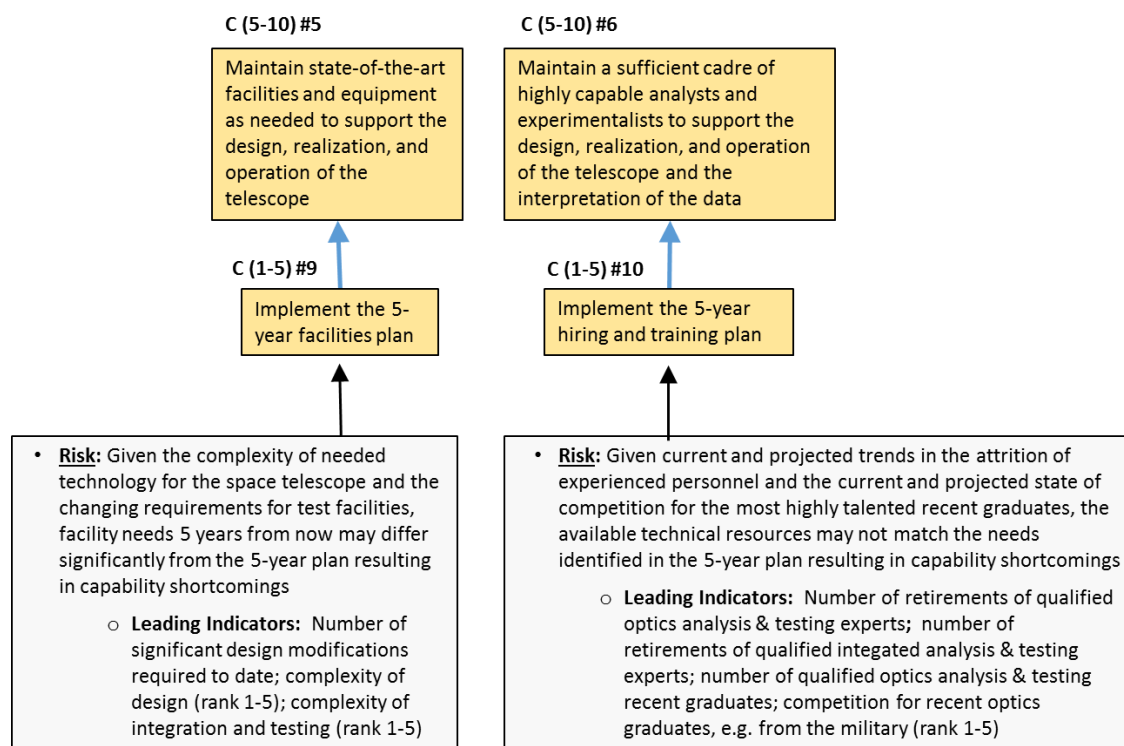 C (5-10) #5
Maintain state-of-the-art
facilities and equipment
as needed to support the
design, realization, and
operation of the
telescope
C (5-10) #6
Maintain a sufficient cadre of
highly capable analysts and
experimentalists to support the
design, realization, and operation
of the telescope and the
interpretation of the data
C (1-5) #9
Implement the 5-
year facilities plan
C (1-5) #10
Implement the 5-year
hiring and training plan
• Risk: Given the complexity of needed
technology for the space telescope and the
changing requirements for test facilities,
facility needs 5 years from now may differ
significantly from the 5-year plan resulting
in capability shortcomings
o Leading Indicators: Number of
significant design modifications
required to date; complexity of
design (rank 1-5); complexity of
integration and testing (rank 1-5)
• Risk: Given current and projected trends in the attrition of
experienced personnel and the current and projected state of
competition for the most highly talented recent graduates, the
available technical resources may not match the needs
identified in the 5-year plan resulting in capability shortcomings
o Leading Indicators: Number of retirements of qualified
optics analysis & testing experts; number of
retirements of qualified integated analysis & testing
experts; number of qualified optics analysis & testing
recent graduates; competition for recent optics
graduates, e.g. from the military (rank 1-5)